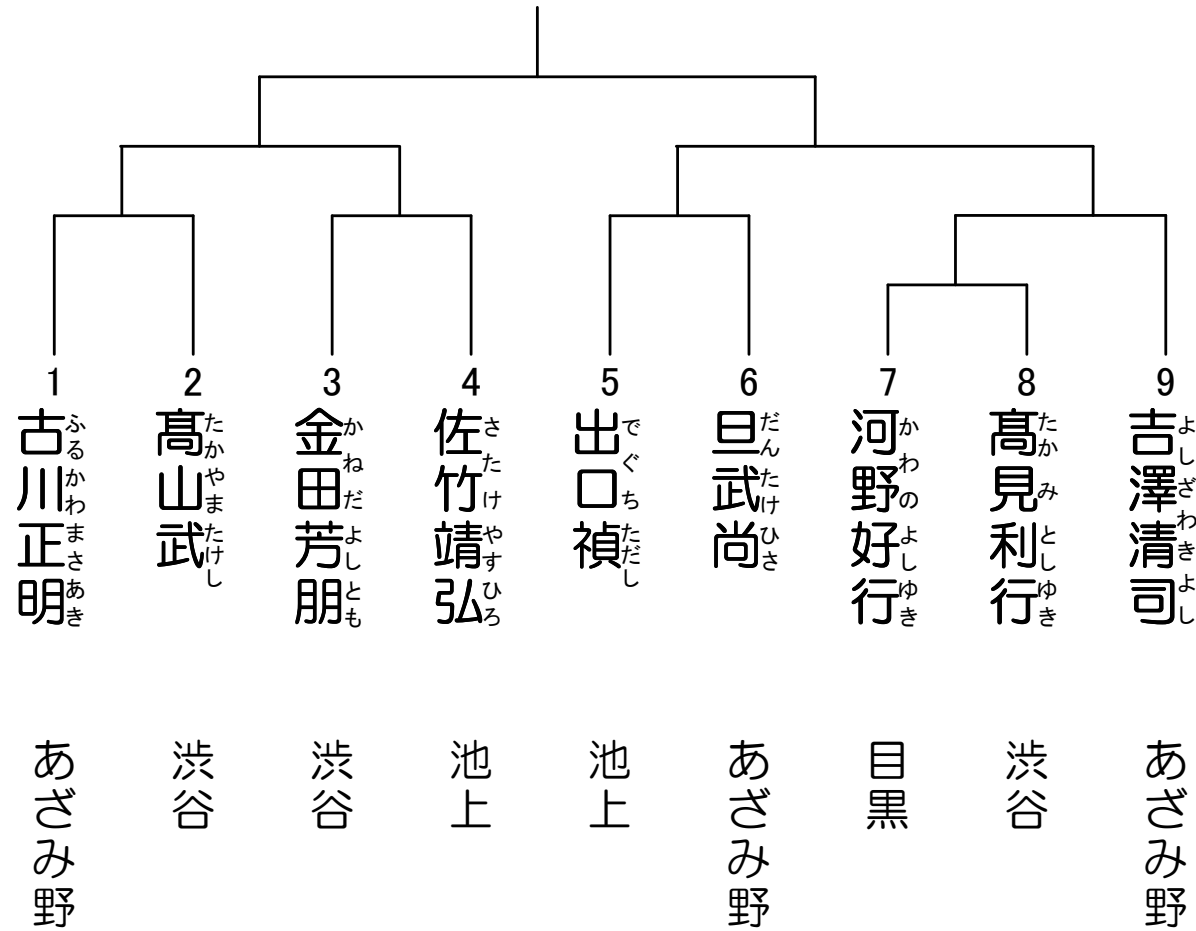 1
古川正明
ふるかわまさあき
あざみ野
2
髙山武
たかやまたけし
渋谷
3
金田芳朋
かねだよしとも
渋谷
4
佐竹靖弘
さたけやすひろ
池上
5
出口禎
でぐちただし
池上
6
旦武尚
だんたけひさ
あざみ野
7
河野好行
かわのよしゆき
目黒
8
髙見利行
たかみとしゆき
渋谷
9
吉澤清司
よしざわきよし
あざみ野